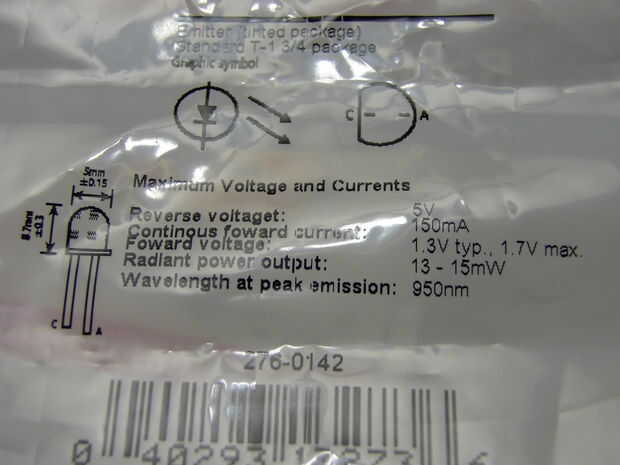 Emitter (tinted package)
Standard T-1 3/4 package
Graphic symbol
C A
5mm
±0.15
8.7mm
±0.3
C A
Maximum Voltage and Currents
Reverse voltaget: 5V
Continous foward current: 150mA
Foward voltage: 1.3V typ., 1.7V max.
Radiant power output: 13 - 15mW
Wavelength at peak emission: 950nm
276-0142
0 40293